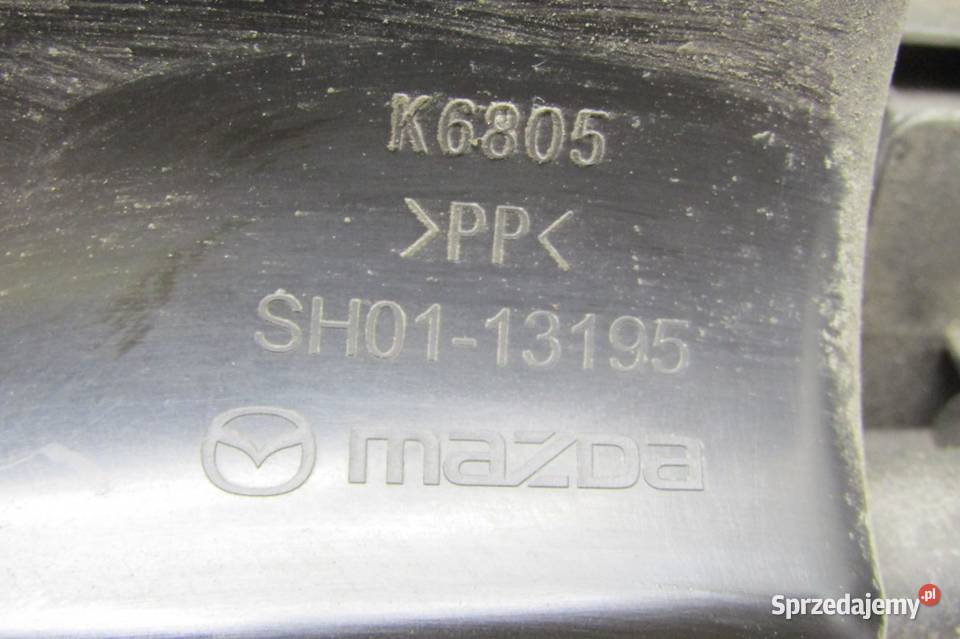 K6805
>PP<
SH01-13195
mazda
Sprzedajemy.pl